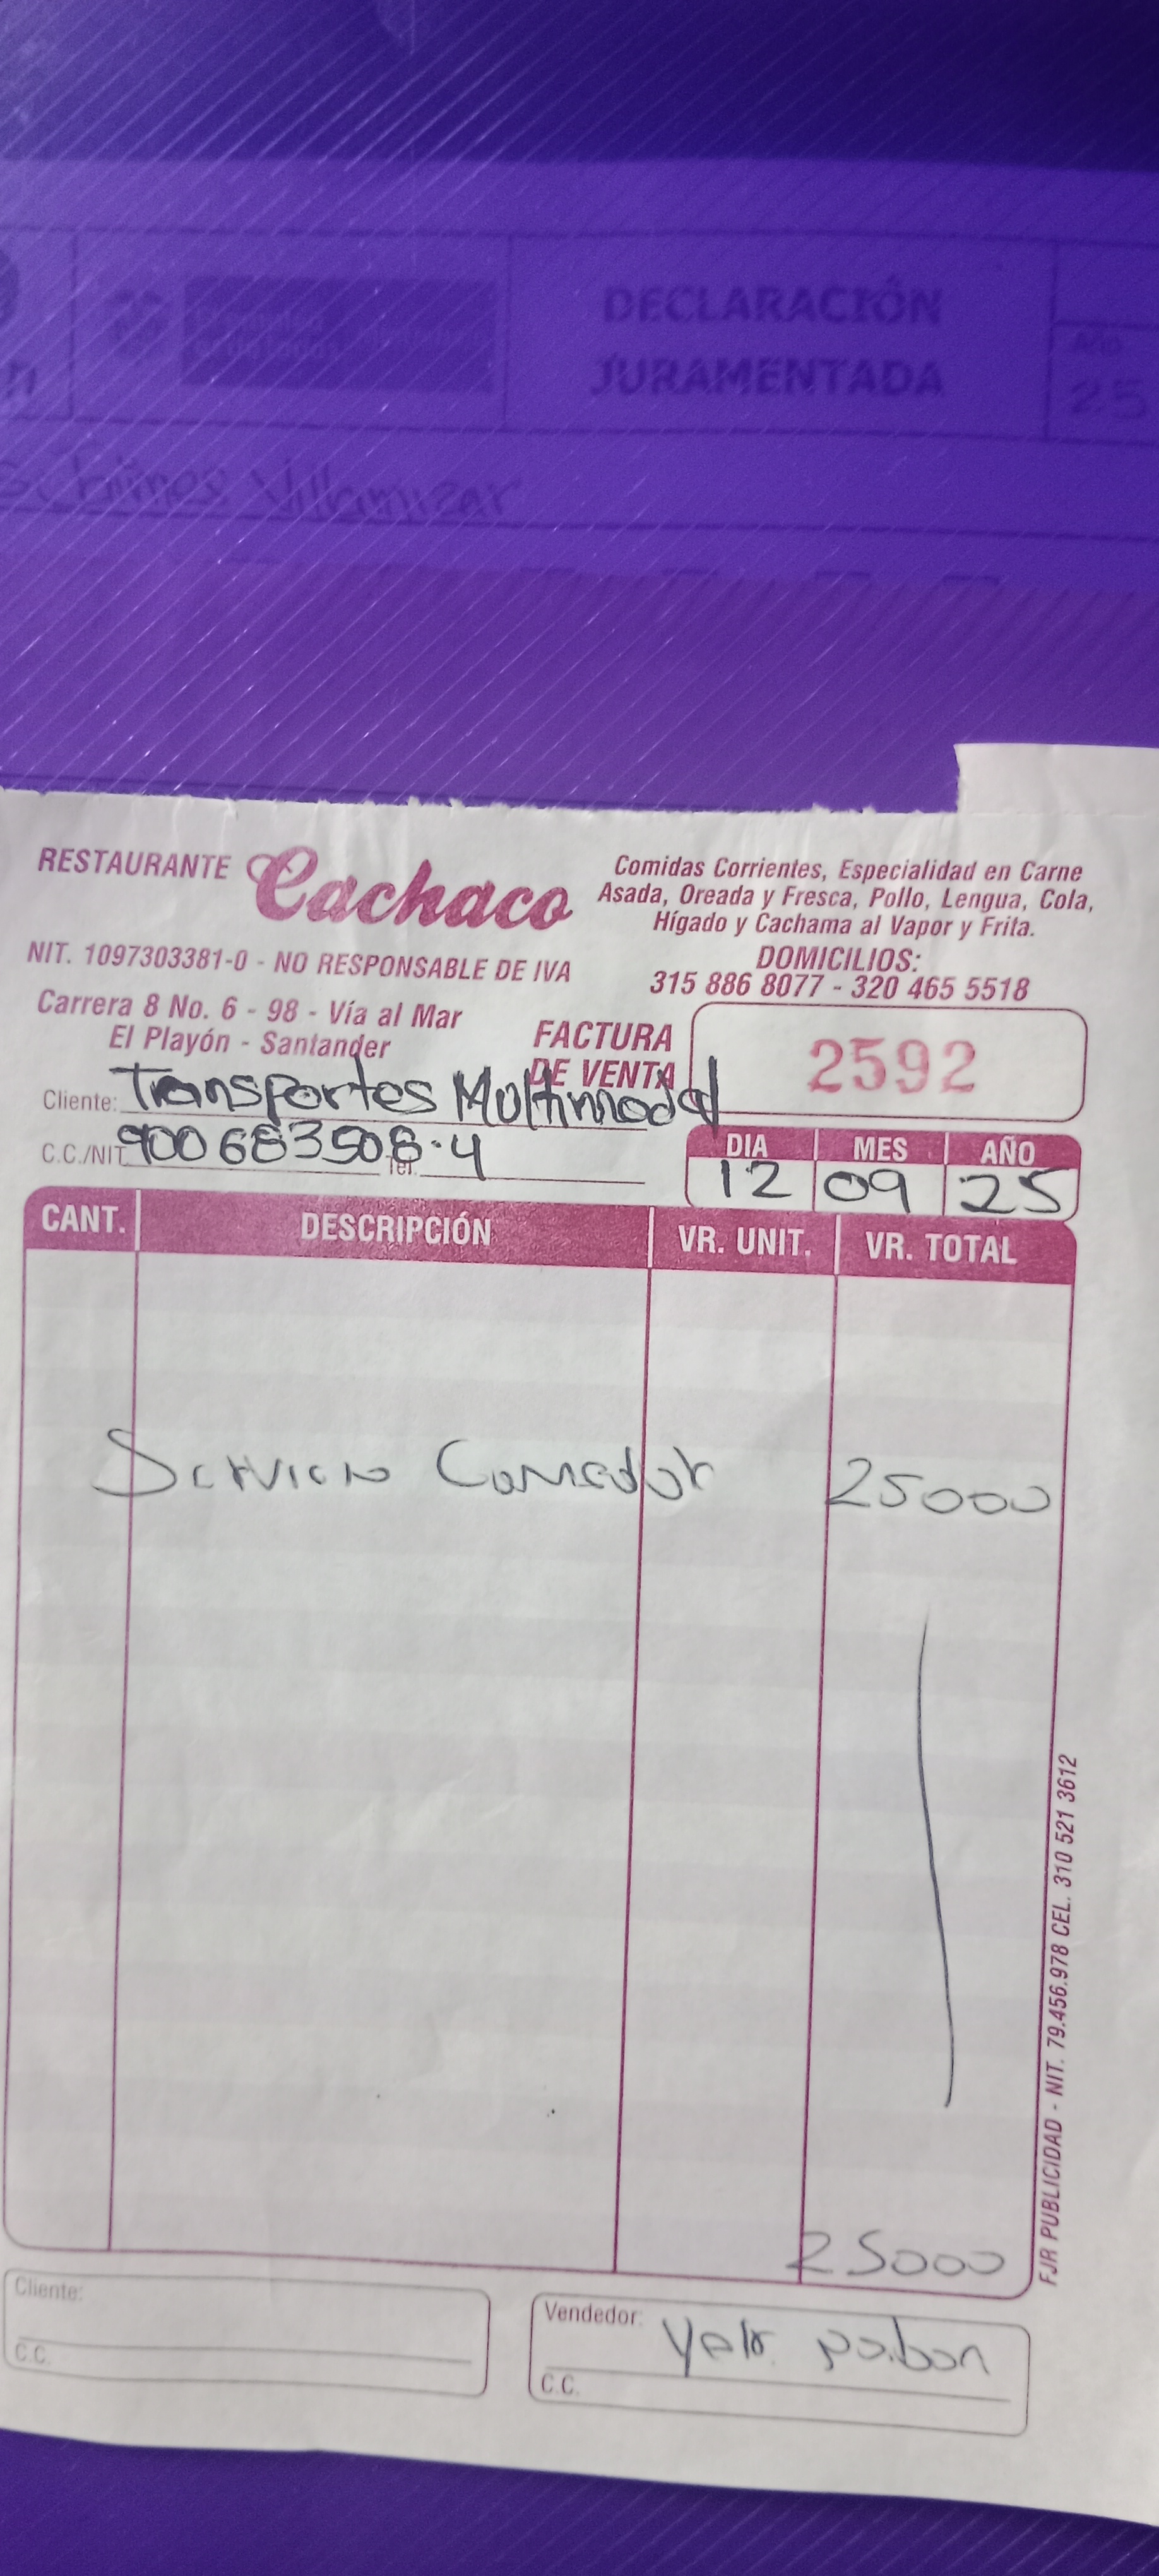 DECLARACIÓN
JURAMENTADA
25
Villamizar
RESTAURANTE Cachaco
Comidas Corrientes, Especialidad en Carne
Asada, Oreada y Fresca, Pollo, Lengua, Cola,
Hígado y Cachama al Vapor y Frita.
NIT. 1097303381-0 - NO RESPONSABLE DE IVA
DOMICILIOS:
315 886 8077 - 320 465 5518
Carrera 8 No. 6 - 98 - Vía al Mar
El Playón - Santander
FACTURA
DE VENTA
2592
Cliente: Transportes Multimodal
C.C./NIT. 900683508-4 Tel.
DIA MES AÑO
12 09 25
CANT. DESCRIPCIÓN VR. UNIT. VR. TOTAL
Servicio Comedor 25000
25000
Cliente:
C.C.
Vendedor: pabon
C.C.
FJR PUBLICIDAD - NIT. 79.456.978 CEL. 310 521 3612